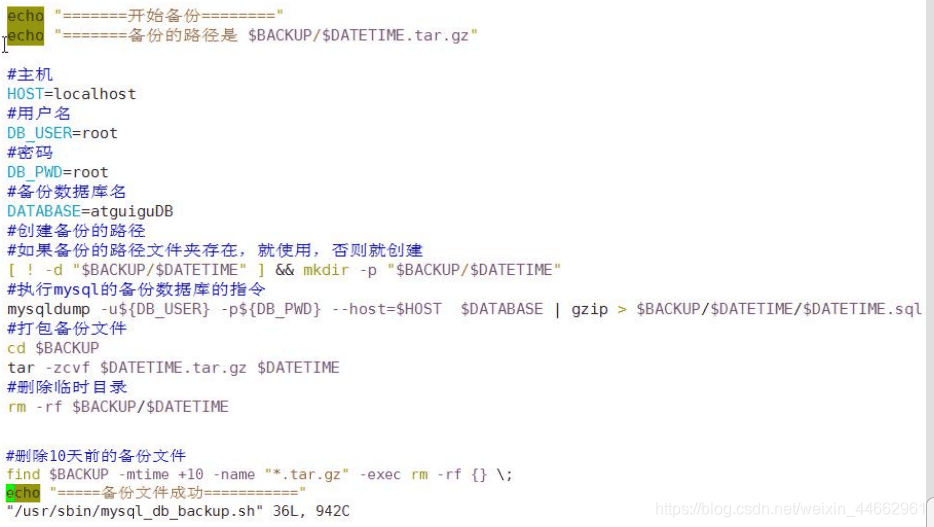 echo "=======开始备份========"
echo "=======备份的路径是 $BACKUP/$DATETIME.tar.gz"
#主机
HOST=localhost
#用户名
DB_USER=root
#密码
DB_PWD=root
#备份数据库名
DATABASE=atguiguDB
#创建备份的路径
#如果备份的路径文件夹存在，就使用，否则就创建
[ ! -d "$BACKUP/$DATETIME" ] && mkdir -p "$BACKUP/$DATETIME"
#执行mysql的备份数据库的指令
mysqldump -u${DB_USER} -p${DB_PWD} --host=$HOST  $DATABASE | gzip > $BACKUP/$DATETIME/$DATETIME.sql
#打包备份文件
cd $BACKUP
tar -zcvf $DATETIME.tar.gz $DATETIME
#删除临时目录
rm -rf $BACKUP/$DATETIME
#删除10天前的备份文件
find $BACKUP -mtime +10 -name "*.tar.gz" -exec rm -rf {} \;
echo "=====备份文件成功==========="
"/usr/sbin/mysql_db_backup.sh" 36L, 942C
https://blog.csdn.net/weixin_44662961